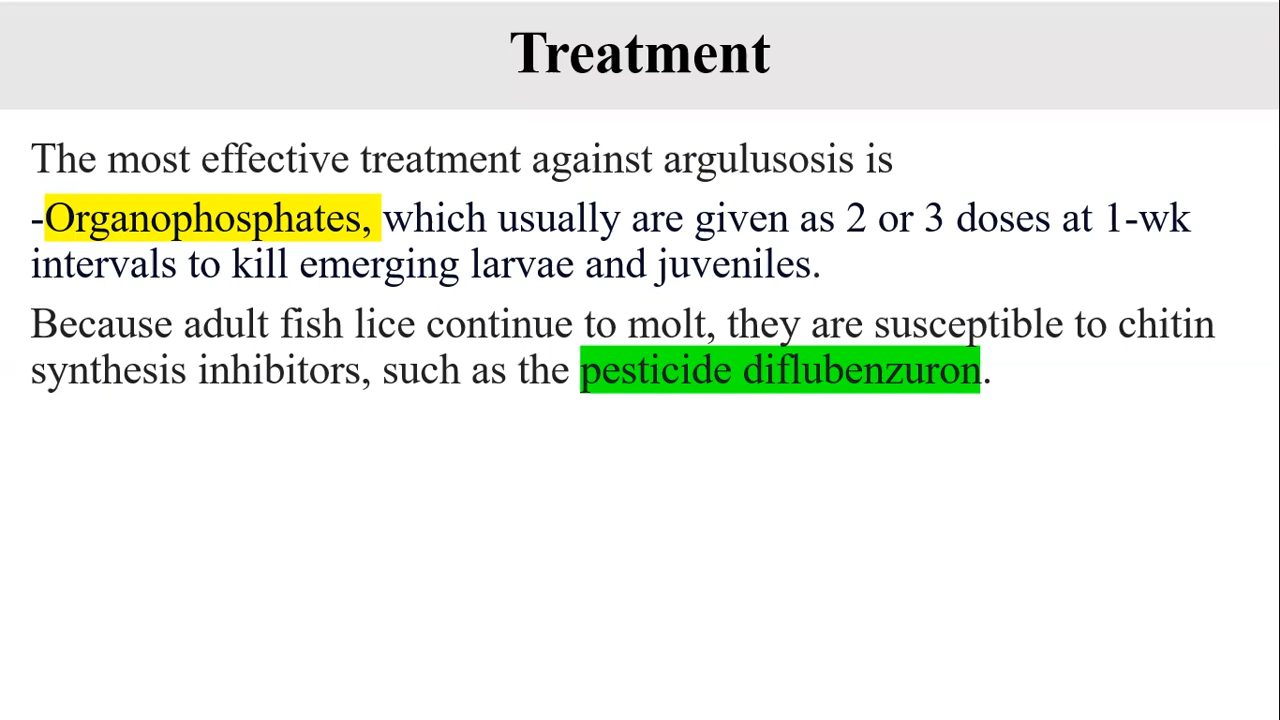 Treatment
The most effective treatment against argulusosis is
-Organophosphates, which usually are given as 2 or 3 doses at 1-wk
intervals to kill emerging larvae and juveniles.
Because adult fish lice continue to molt, they are susceptible to chitin
synthesis inhibitors, such as the pesticide diflubenzuron.